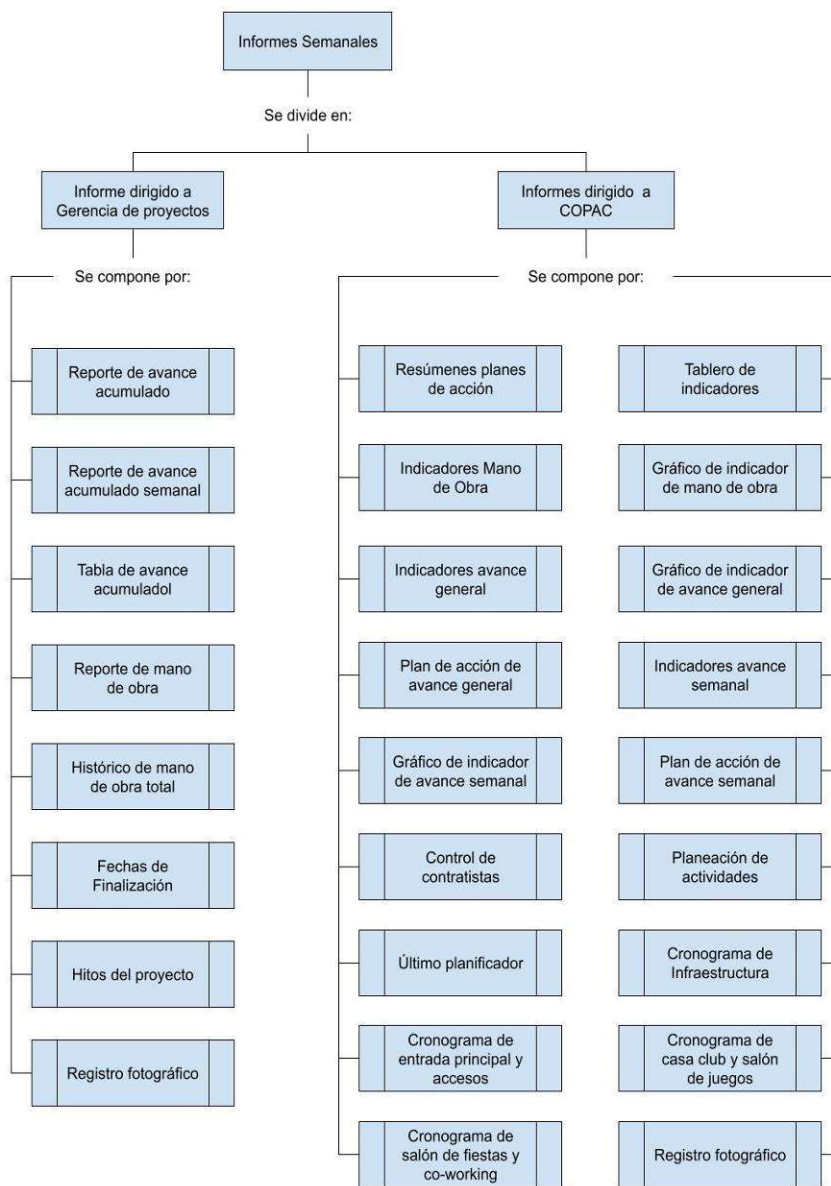 Informes Semanales
Se divide en:
Informe dirigido a
Gerencia de proyectos
Informes dirigido a
COPAC
Se compone por:
Se compone por:
Reporte de avance
acumulado
Reporte de avance
acumulado semanal
Tabla de avance
acumuladol
Reporte de mano
de obra
Histórico de mano
de obra total
Fechas de
Finalización
Hitos del proyecto
Registro fotográfico
Resúmenes planes
de acción
Tablero de
indicadores
Indicadores Mano
de Obra
Gráfico de indicador
de mano de obra
Indicadores avance
general
Gráfico de indicador
de avance general
Plan de acción de
avance general
Indicadores avance
semanal
Gráfico de indicador
de avance semanal
Plan de acción de
avance semanal
Control de
contratistas
Planeación de
actividades
Último planificador
Cronograma de
Infraestructura
Cronograma de
entrada principal y
accesos
Cronograma de
casa club y salón
de juegos
Cronograma de
salón de fiestas y
co-working
Registro fotográfico